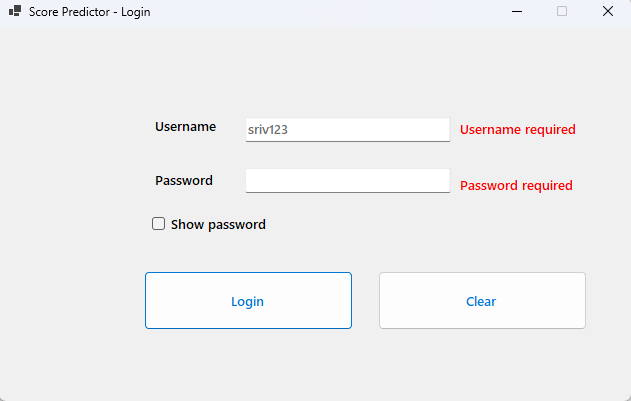 Score Predictor - Login
Username sriv123 Username required
Password Password required
Show password
Login Clear